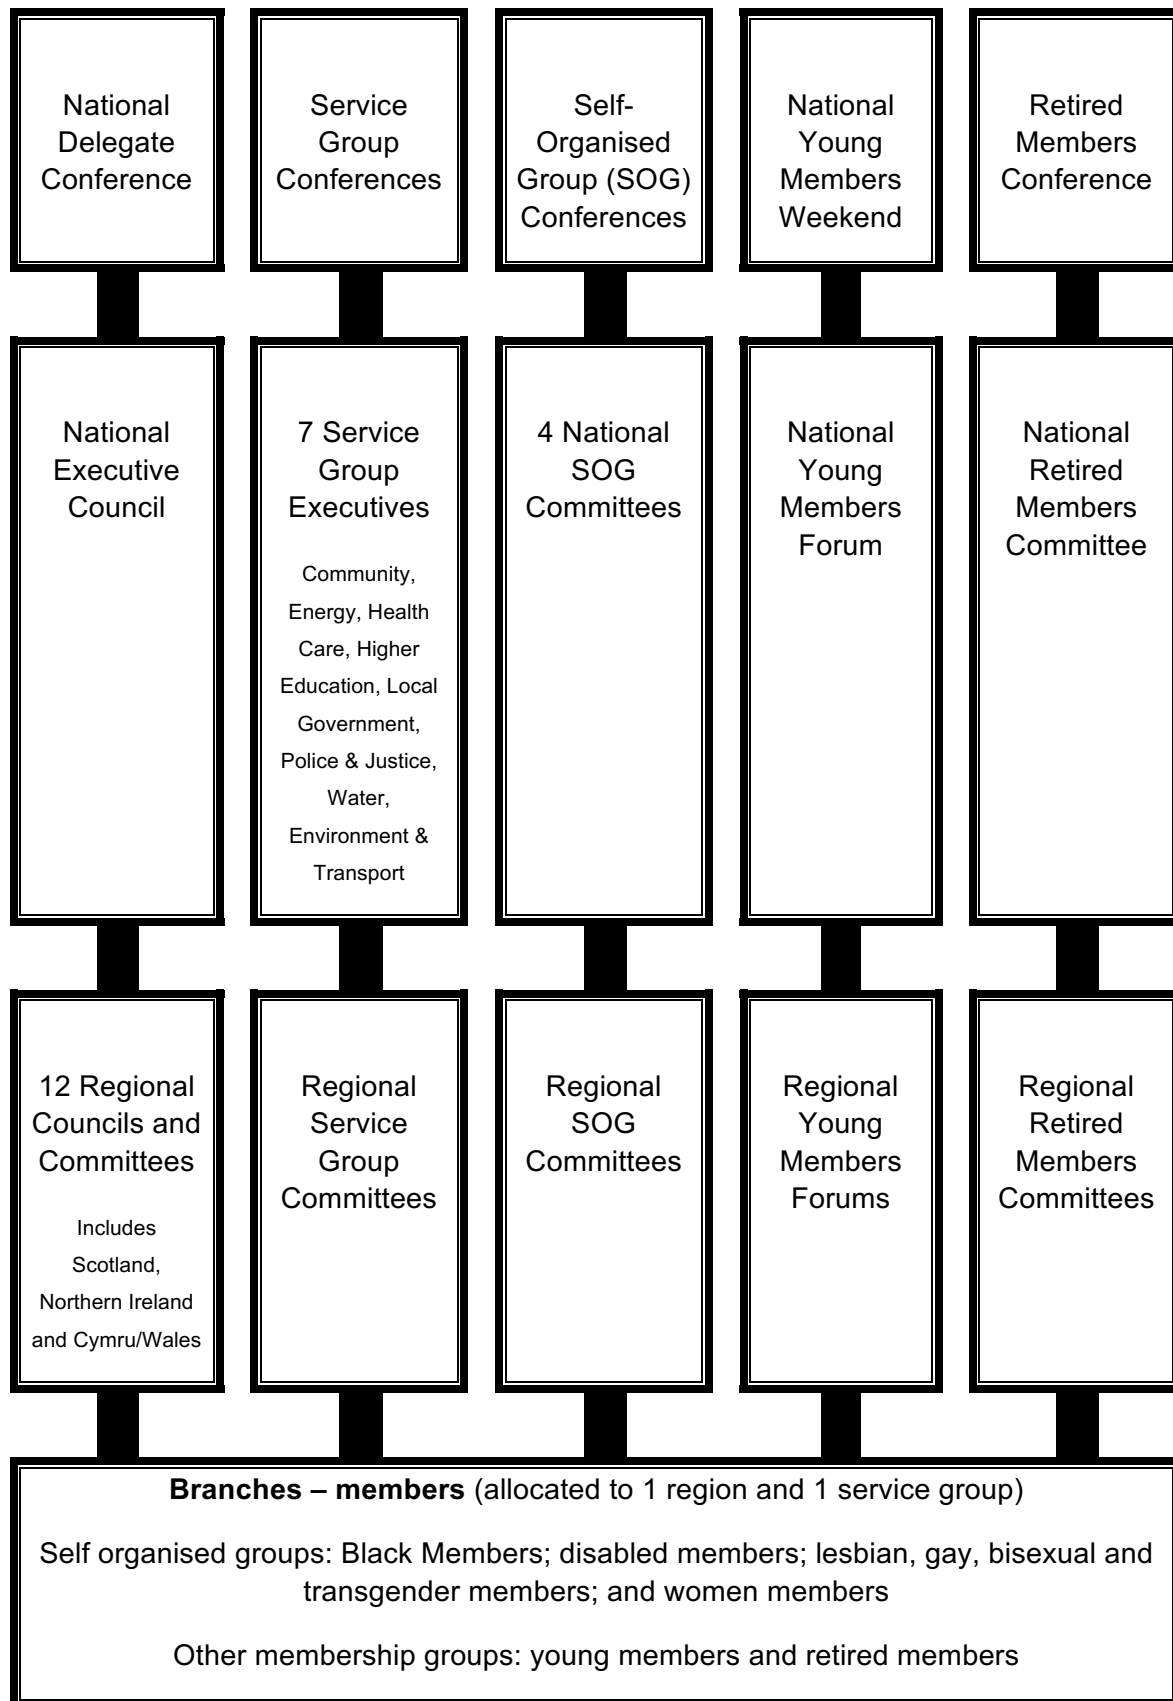 National
Delegate
Conference
Service
Group
Conferences
Self-
Organised
Group (SOG)
Conferences
National
Young
Members
Weekend
Retired
Members
Conference
National
Executive
Council
7 Service
Group
Executives
Community,
Energy, Health
Care, Higher
Education, Local
Government,
Police & Justice,
Water,
Environment &
Transport
4 National
SOG
Committees
National
Young
Members
Forum
National
Retired
Members
Committee
12 Regional
Councils and
Committees
Includes
Scotland,
Northern Ireland
and Cymru/Wales
Regional
Service
Group
Committees
Regional
SOG
Committees
Regional
Young
Members
Forums
Regional
Retired
Members
Committees
Branches – members (allocated to 1 region and 1 service group)
Self organised groups: Black Members; disabled members; lesbian, gay, bisexual and
transgender members; and women members
Other membership groups: young members and retired members